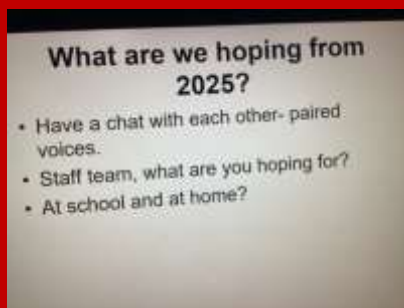 What are we hoping from
2025?
• Have a chat with each other- paired
voices.
• Staff team, what are you hoping for?
• At school and at home?